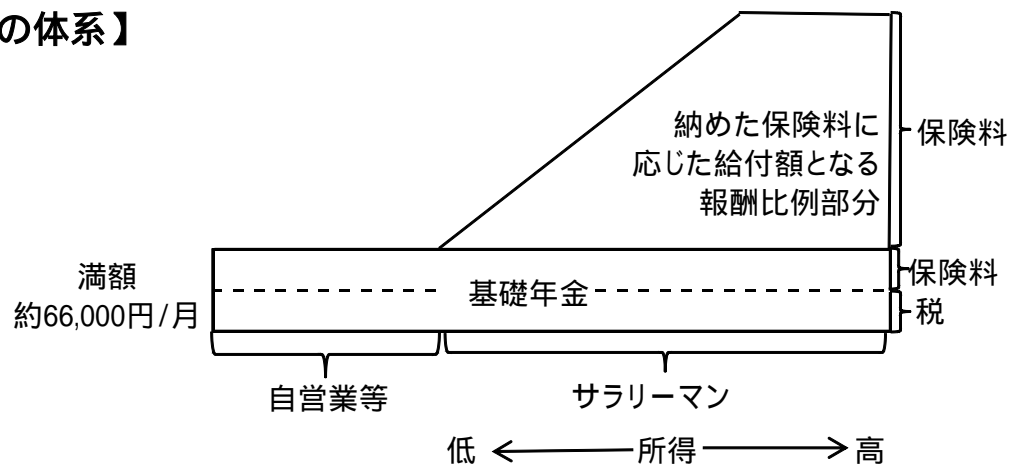 の体系】
納めた保険料に
応じた給付額となる
報酬比例部分
保険料
満額
約66,000円/月
基礎年金
保険料
税
自営業等
サラリーマン
低
所得
高